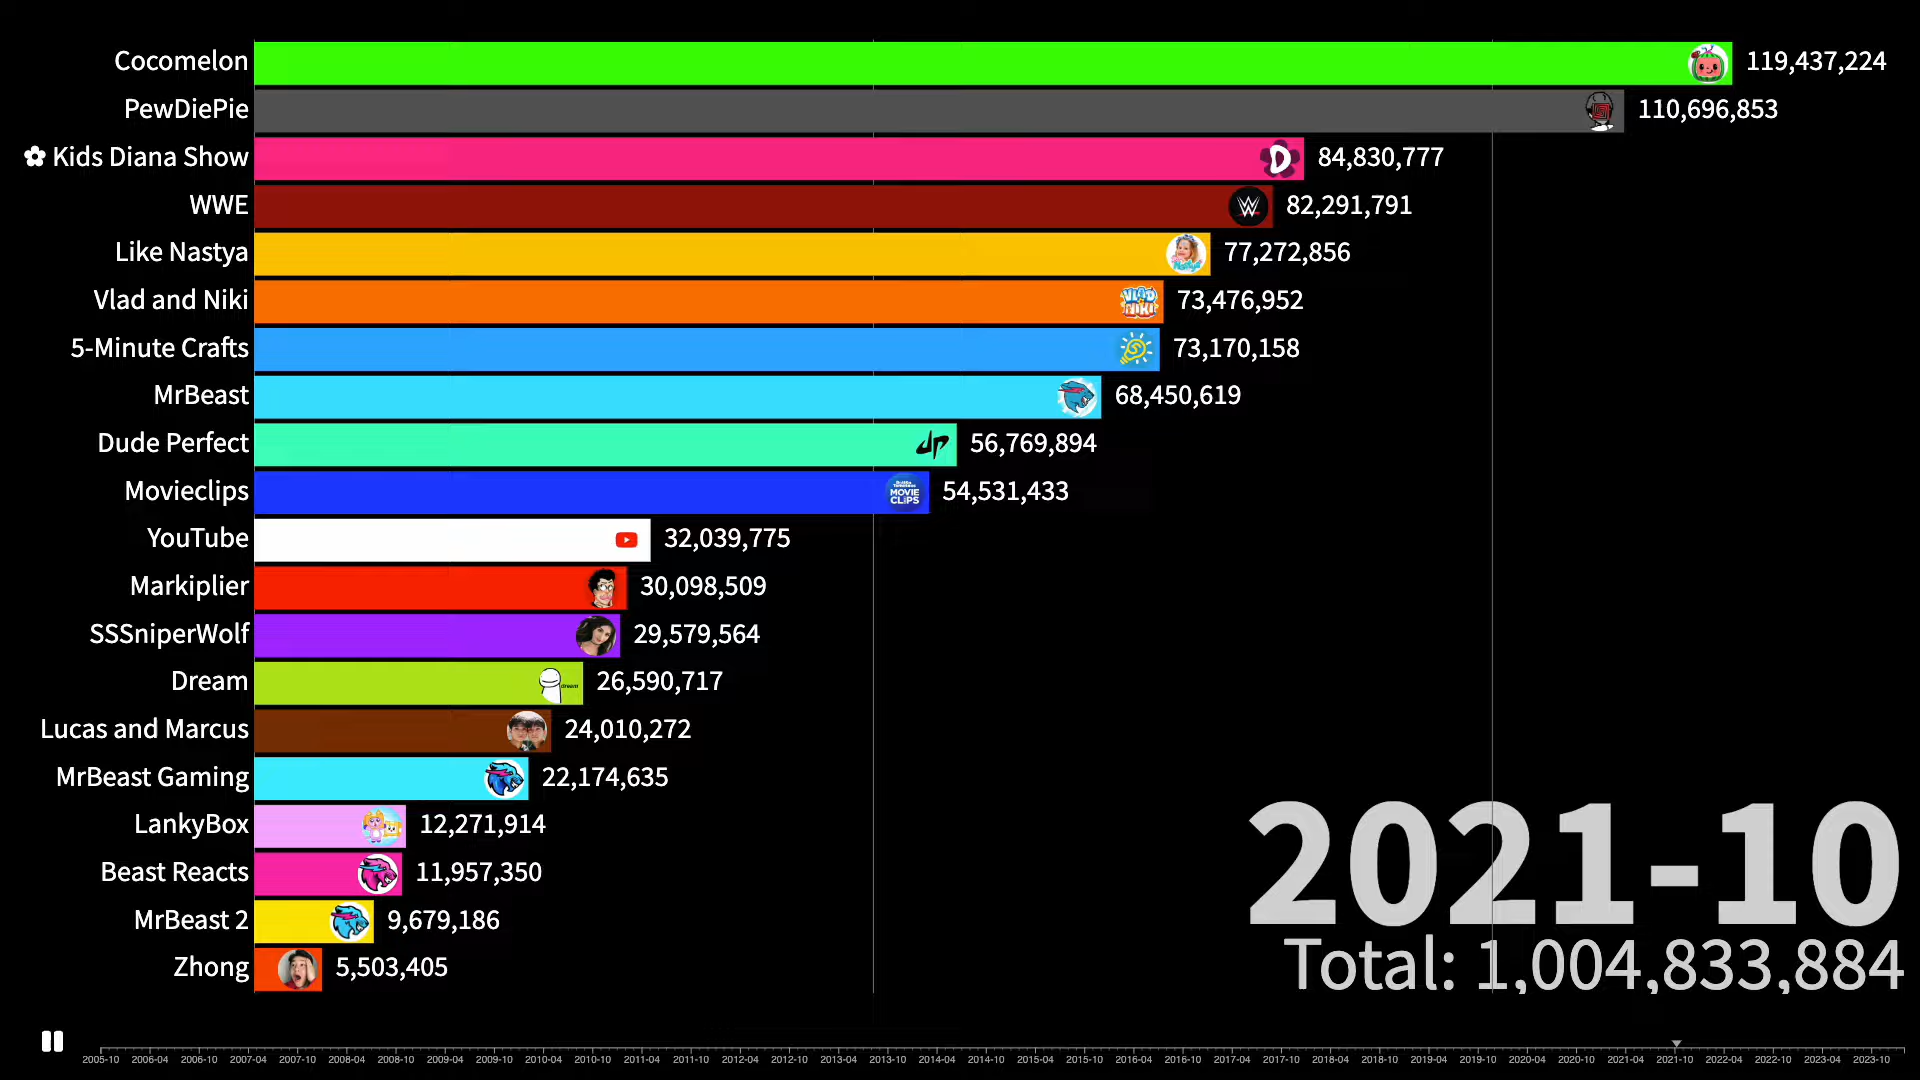 Cocomelon 119,437,224
PewDiePie 110,696,853
✿ Kids Diana Show 84,830,777
WWE 82,291,791
Like Nastya 77,272,856
Vlad and Niki 73,476,952
5-Minute Crafts 73,170,158
MrBeast 68,450,619
Dude Perfect dp 56,769,894
Movieclips MOVIE CLIPS 54,531,433
YouTube 32,039,775
Markiplier 30,098,509
SSSniperWolf 29,579,564
Dream dream 26,590,717
Lucas and Marcus 24,010,272
MrBeast Gaming 22,174,635
LankyBox 12,271,914
Beast Reacts 11,957,350
MrBeast 2 9,679,186
Zhong 5,503,405
2021-10
Total: 1,004,833,884
2005-10 2006-04 2006-10 2007-04 2007-10 2008-04 2008-10 2009-04 2009-10 2010-04 2010-10 2011-04 2011-10 2012-04 2012-10 2013-04 2013-10 2014-04 2014-10 2015-04 2015-10 2016-04 2016-10 2017-04 2017-10 2018-04 2018-10 2019-04 2019-10 2020-04 2020-10 2021-04 2021-10 2022-04 2022-10 2023-04 2023-10